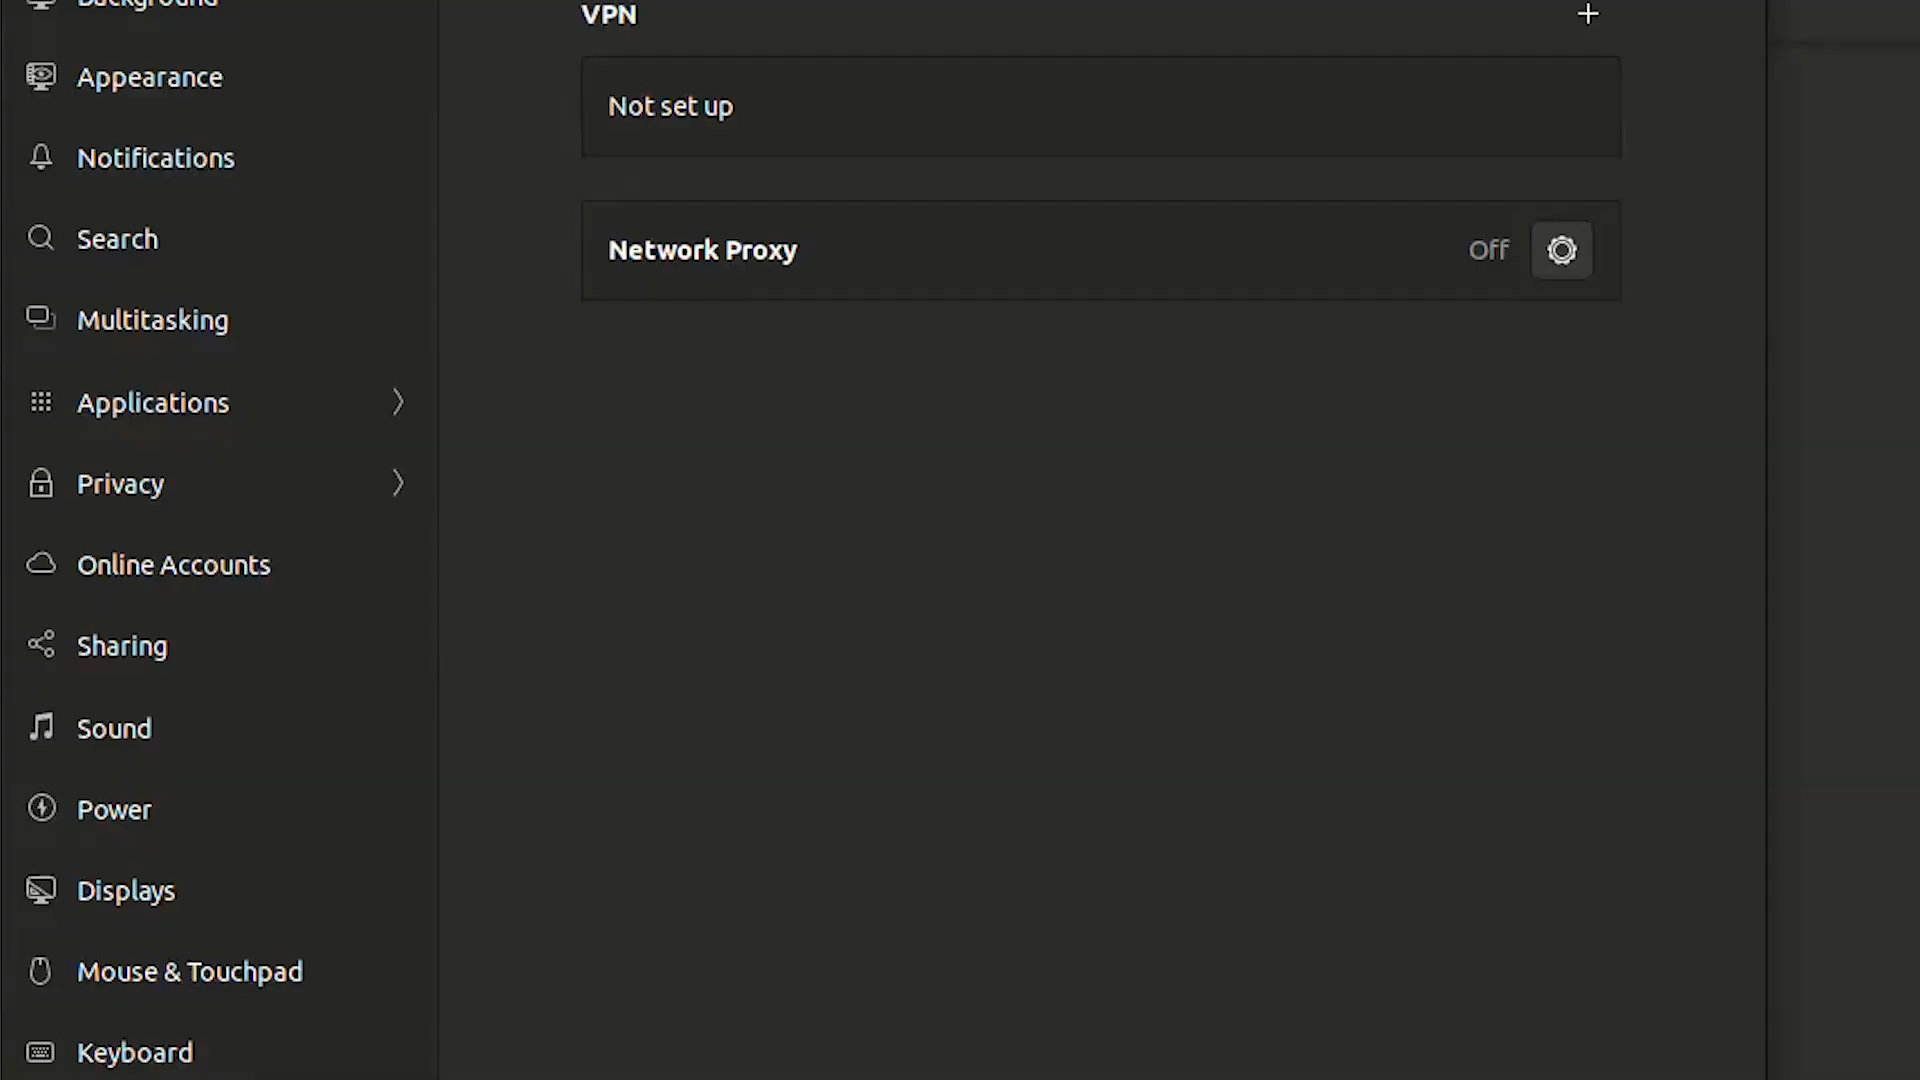 Background
Appearance
Notifications
Search
Multitasking
Applications
Privacy
Online Accounts
Sharing
Sound
Power
Displays
Mouse & Touchpad
Keyboard
VPN
Not set up
Network Proxy Off